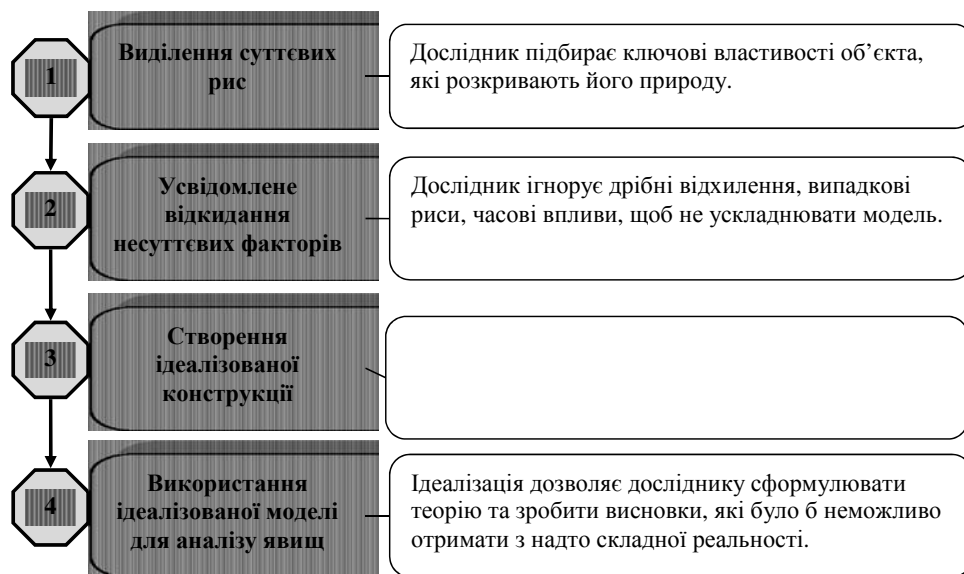 1
Виділення суттєвих
рис
Дослідник підбирає ключові властивості об’єкта,
які розкривають його природу.
2
Усвідомлене
відкидання
несуттєвих факторів
Дослідник ігнорує дрібні відхилення, випадкові
риси, часові впливи, щоб не ускладнювати модель.
3
Створення
ідеалізованої
конструкції
4
Використання
ідеалізованої моделі
для аналізу явищ
Ідеалізація дозволяє досліднику сформулювати
теорію та зробити висновки, які було б неможливо
отримати з надто складної реальності.